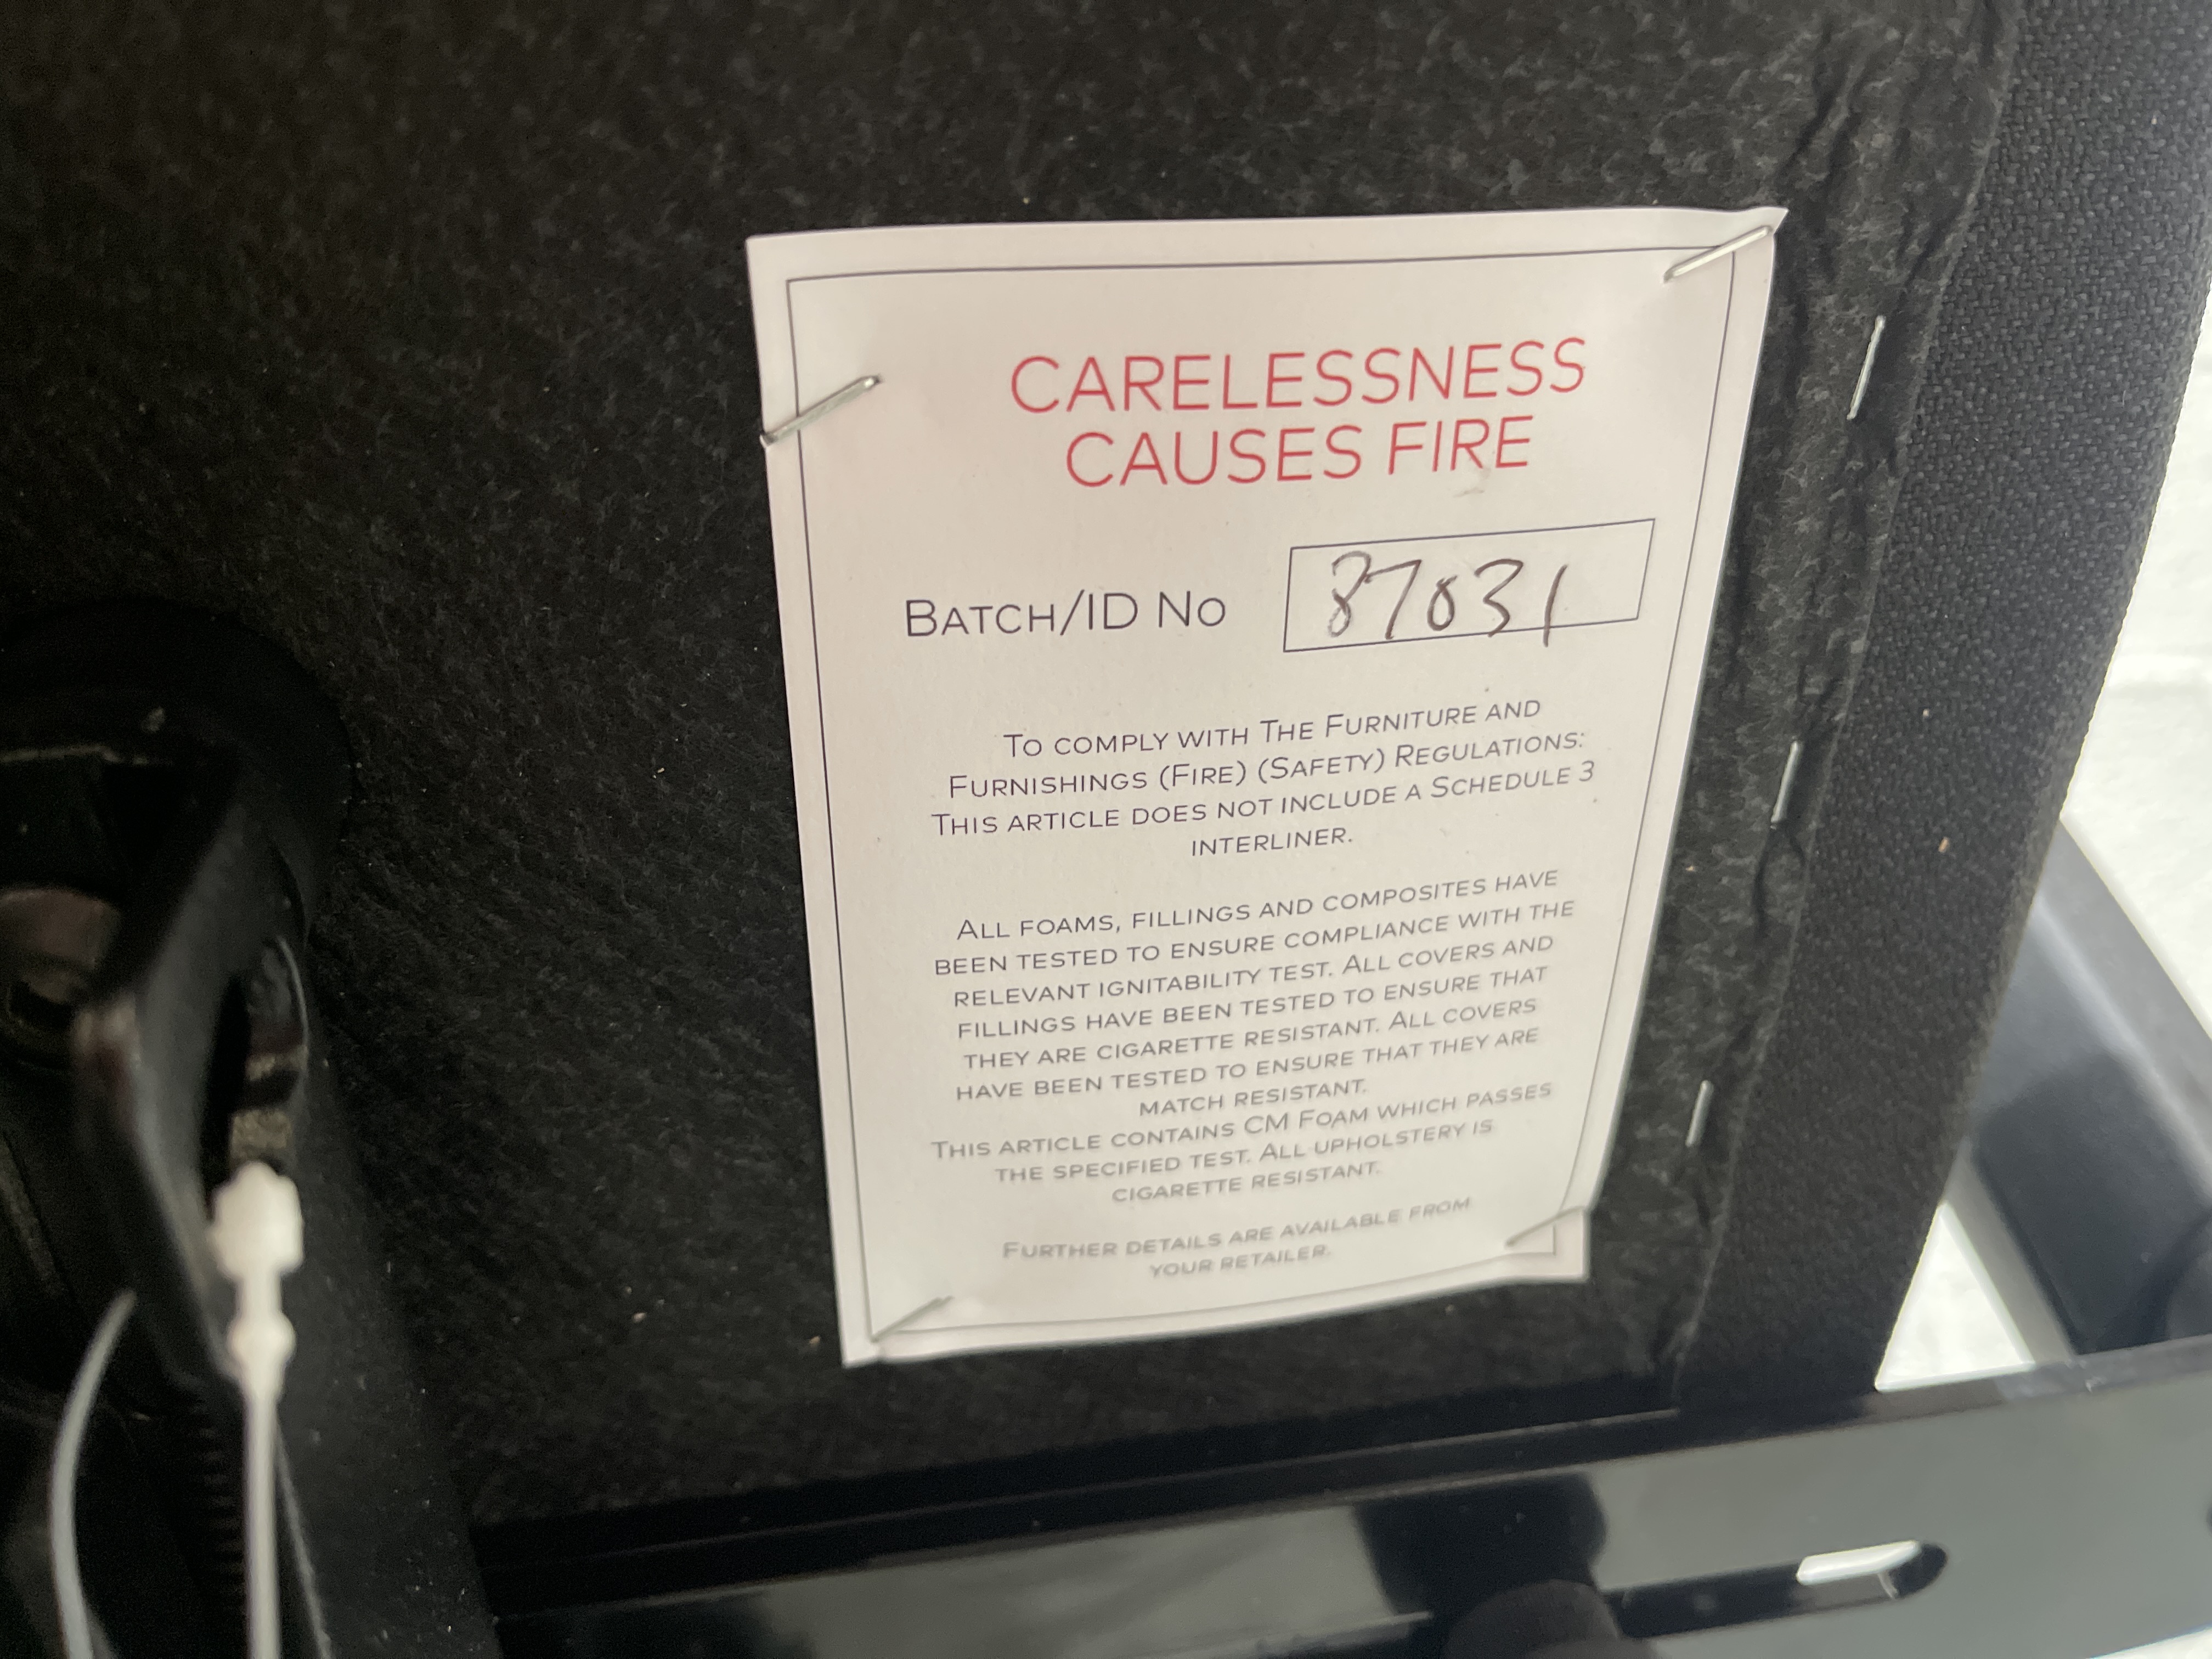 CARELESSNESS
CAUSES FIRE
BATCH/ID NO 87031
TO COMPLY WITH THE FURNITURE AND
FURNISHINGS (FIRE) (SAFETY) REGULATIONS:
THIS ARTICLE DOES NOT INCLUDE A SCHEDULE 3
INTERLINER.
ALL FOAMS, FILLINGS AND COMPOSITES HAVE
BEEN TESTED TO ENSURE COMPLIANCE WITH THE
RELEVANT IGNITABILITY TEST. ALL COVERS AND
FILLINGS HAVE BEEN TESTED TO ENSURE THAT
THEY ARE CIGARETTE RESISTANT. ALL COVERS
HAVE BEEN TESTED TO ENSURE THAT THEY ARE
MATCH RESISTANT.
THIS ARTICLE CONTAINS CM FOAM WHICH PASSES
THE SPECIFIED TEST. ALL UPHOLSTERY IS
CIGARETTE RESISTANT.
FURTHER DETAILS ARE AVAILABLE FROM
YOUR RETAILER.